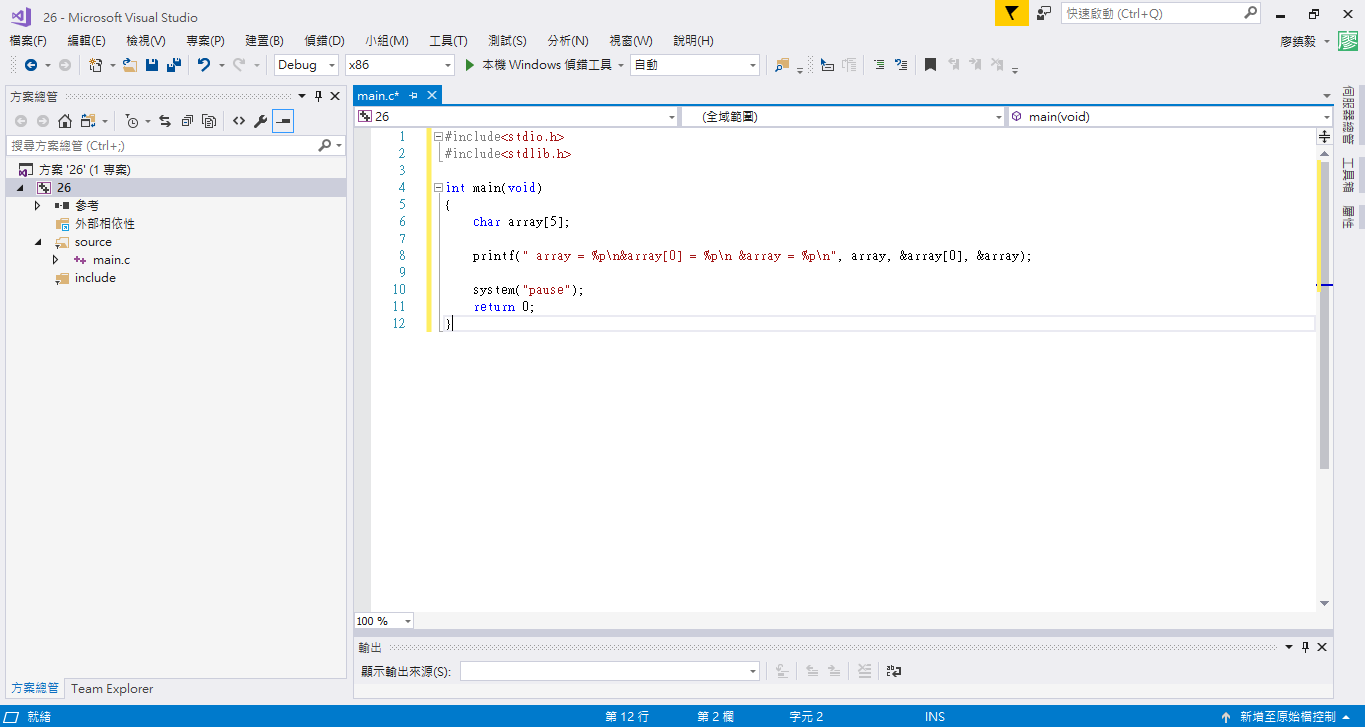 26 - Microsoft Visual Studio
快速啟動 (Ctrl+Q)
檔案(F) 編輯(E) 檢視(V) 專案(P) 建置(B) 偵錯(D) 小組(M) 工具(T) 測試(S) 分析(N) 視窗(W) 說明(H)
廖鎮毅 廖
Debug x86 本機 Windows 偵錯工具 自動
方案總管
搜尋方案總管 (Ctrl+;)
方案 '26' (1 專案)
26
參考
外部相依性
source
main.c
include
方案總管 Team Explorer
main.c*
26 (全域範圍) main(void)
1 #include<stdio.h>
2 #include<stdlib.h>
3
4 int main(void)
5 {
6 char array[5];
7
8 printf(" array = %p\n&array[0] = %p\n &array = %p\n", array, &array[0], &array);
9
10 system("pause");
11 return 0;
12 }
100 %
輸出
顯示輸出來源(S):
伺服器總管
工具箱
屬性
就緒 第 12 行 第 2 欄 字元 2 INS 新增至原始檔控制